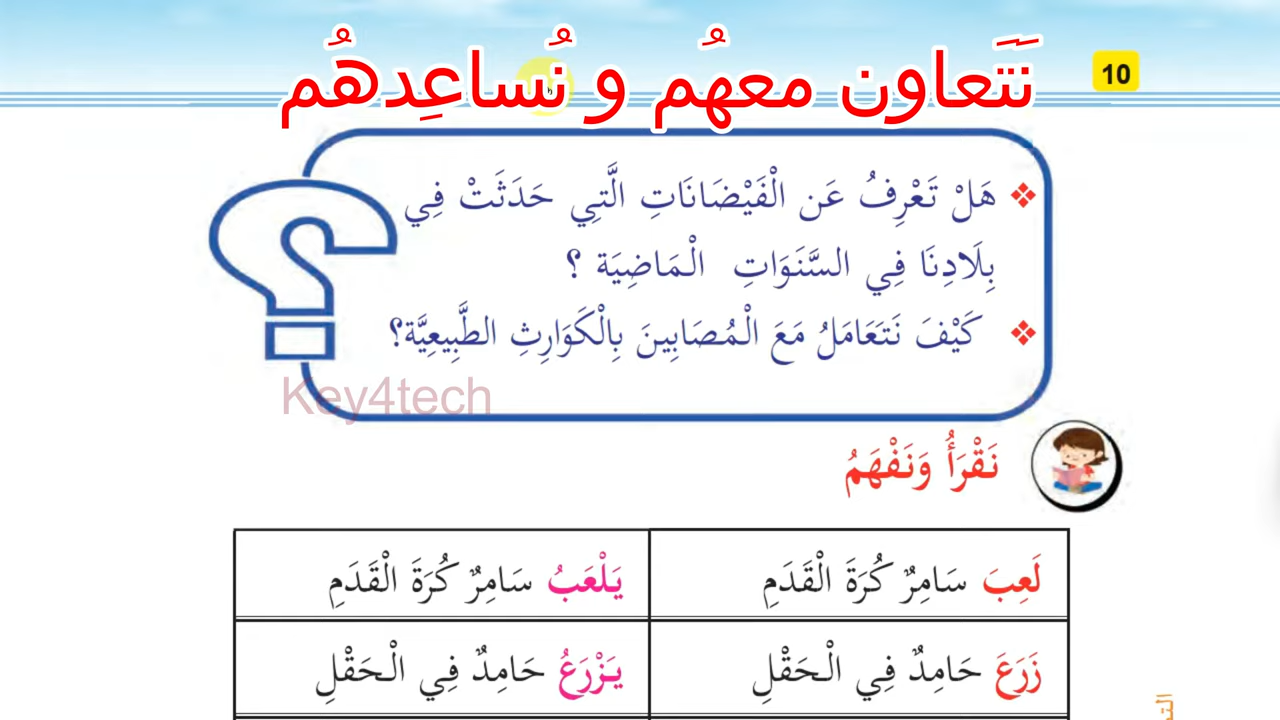 10
نَتَعاون معهُم و نُساعِدهُم
هَلْ تَعْرِفُ عَن الْفَيْضَانَاتِ الَّتِي حَدَثَتْ فِي
بِلَادِنَا فِي السَّنَوَاتِ الْمَاضِيَة ؟
كَيْفَ نَتَعَامَلُ مَعَ الْمُصَابِينَ بِالْكَوَارِثِ الطَّبِيعِيَّة؟
Key4tech
نَقْرَأُ وَنَفْهَمُ
لَعِبَ سَامِرٌ كُرَةَ الْقَدَمِ
يَلْعَبُ سَامِرٌ كُرَةَ الْقَدَمِ
زَرَعَ حَامِدٌ فِي الْحَقْلِ
يَزْرَعُ حَامِدٌ فِي الْحَقْلِ